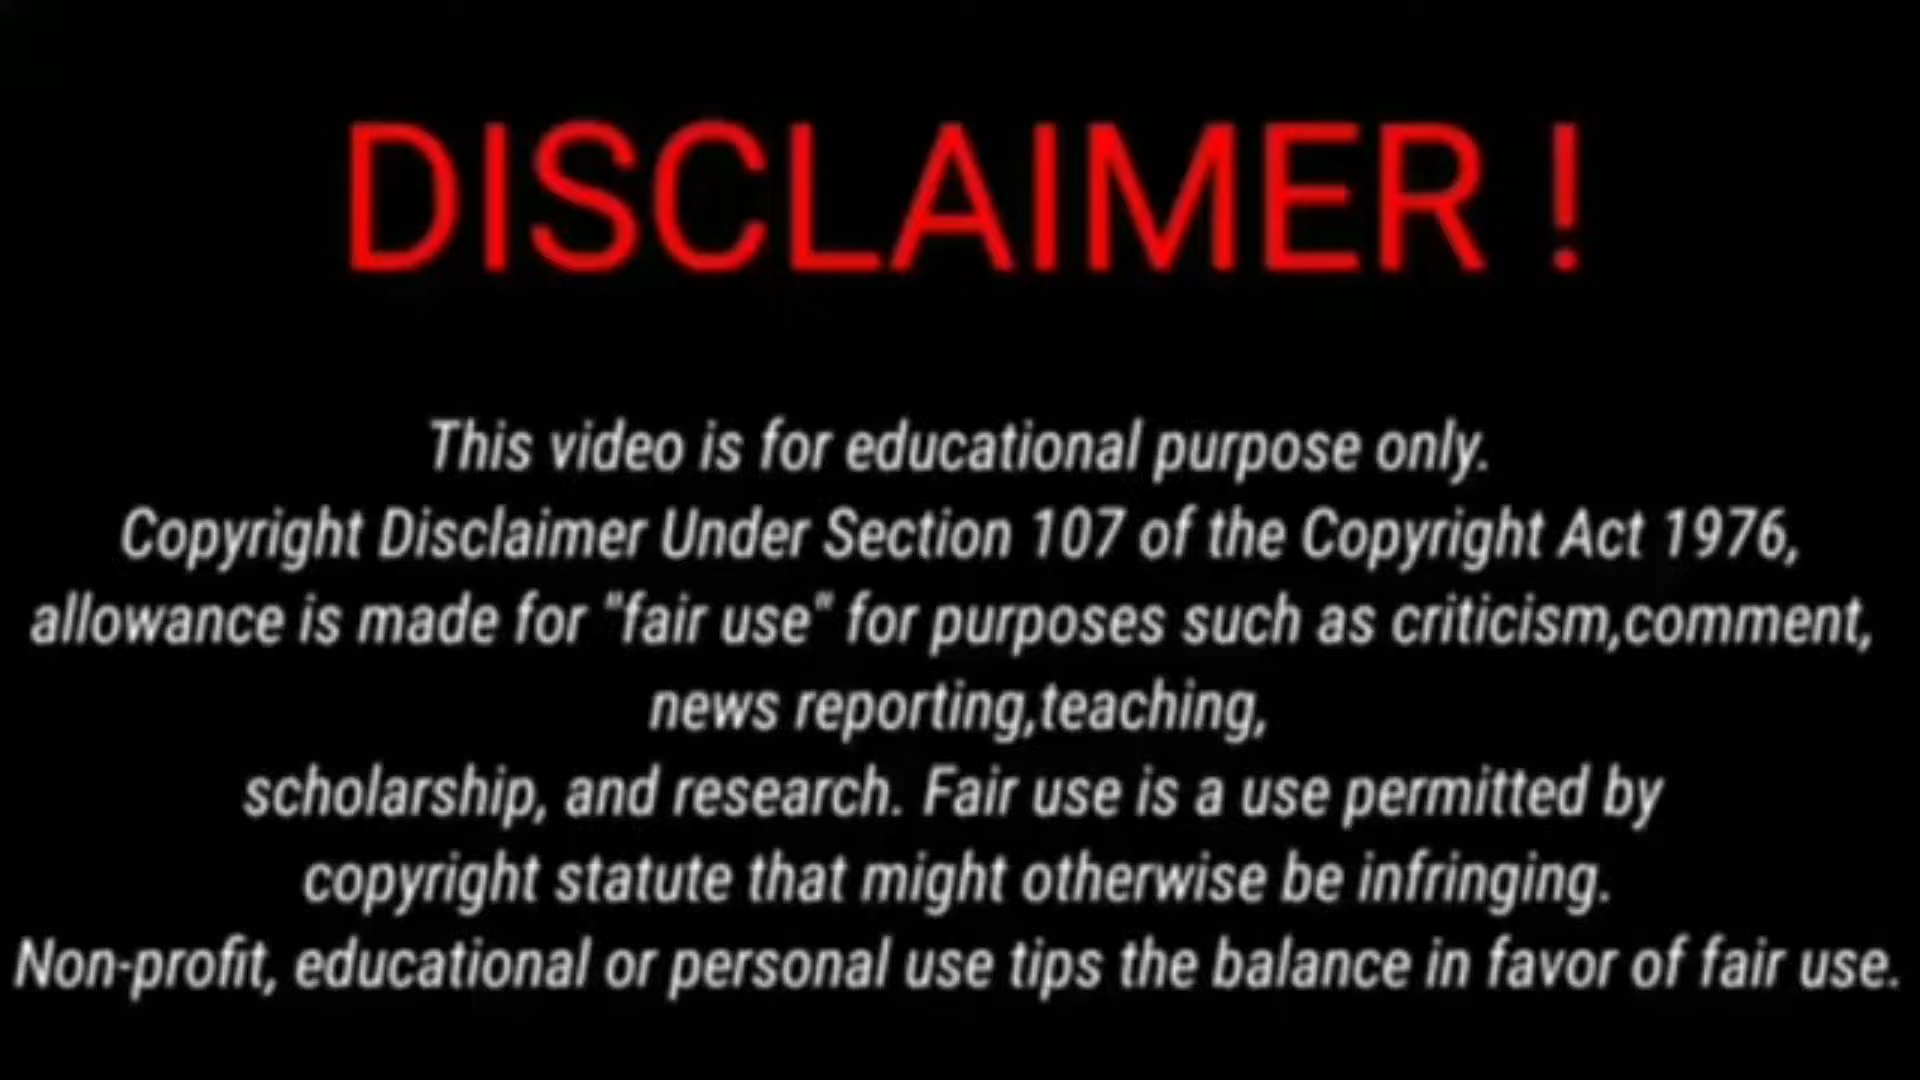 DISCLAIMER !
This video is for educational purpose only.
Copyright Disclaimer Under Section 107 of the Copyright Act 1976,
allowance is made for "fair use" for purposes such as criticism,comment,
news reporting,teaching,
scholarship, and research. Fair use is a use permitted by
copyright statute that might otherwise be infringing.
Non-profit, educational or personal use tips the balance in favor of fair use.